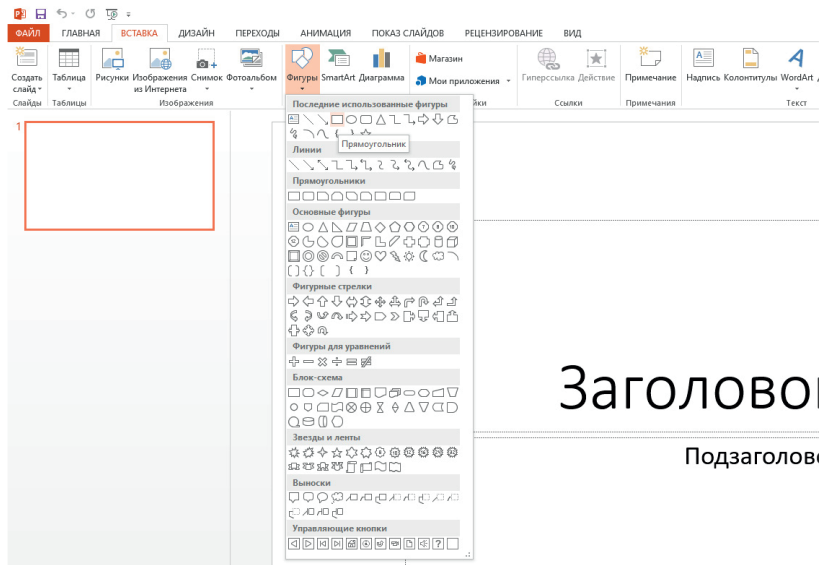 ФАЙЛ ГЛАВНАЯ ВСТАВКА ДИЗАЙН ПЕРЕХОДЫ АНИМАЦИЯ ПОКАЗ СЛАЙДОВ РЕЦЕНЗИРОВАНИЕ ВИД
Создать слайд
Таблица
Рисунки
Изображения из Интернета
Снимок
Фотоальбом
Фигуры
SmartArt
Диаграмма
Магазин
Мои приложения
Гиперссылка
Действие
Примечание
Надпись
Колонтитулы
WordArt
Слайды Таблицы Изображения Ссылки Примечания Текст
1
Последние использованные фигуры
Прямоугольник
Линии
Прямоугольники
Основные фигуры
Фигурные стрелки
Фигуры для уравнений
Блок-схема
Звезды и ленты
Выноски
Управляющие кнопки
Заголово
Подзаголов